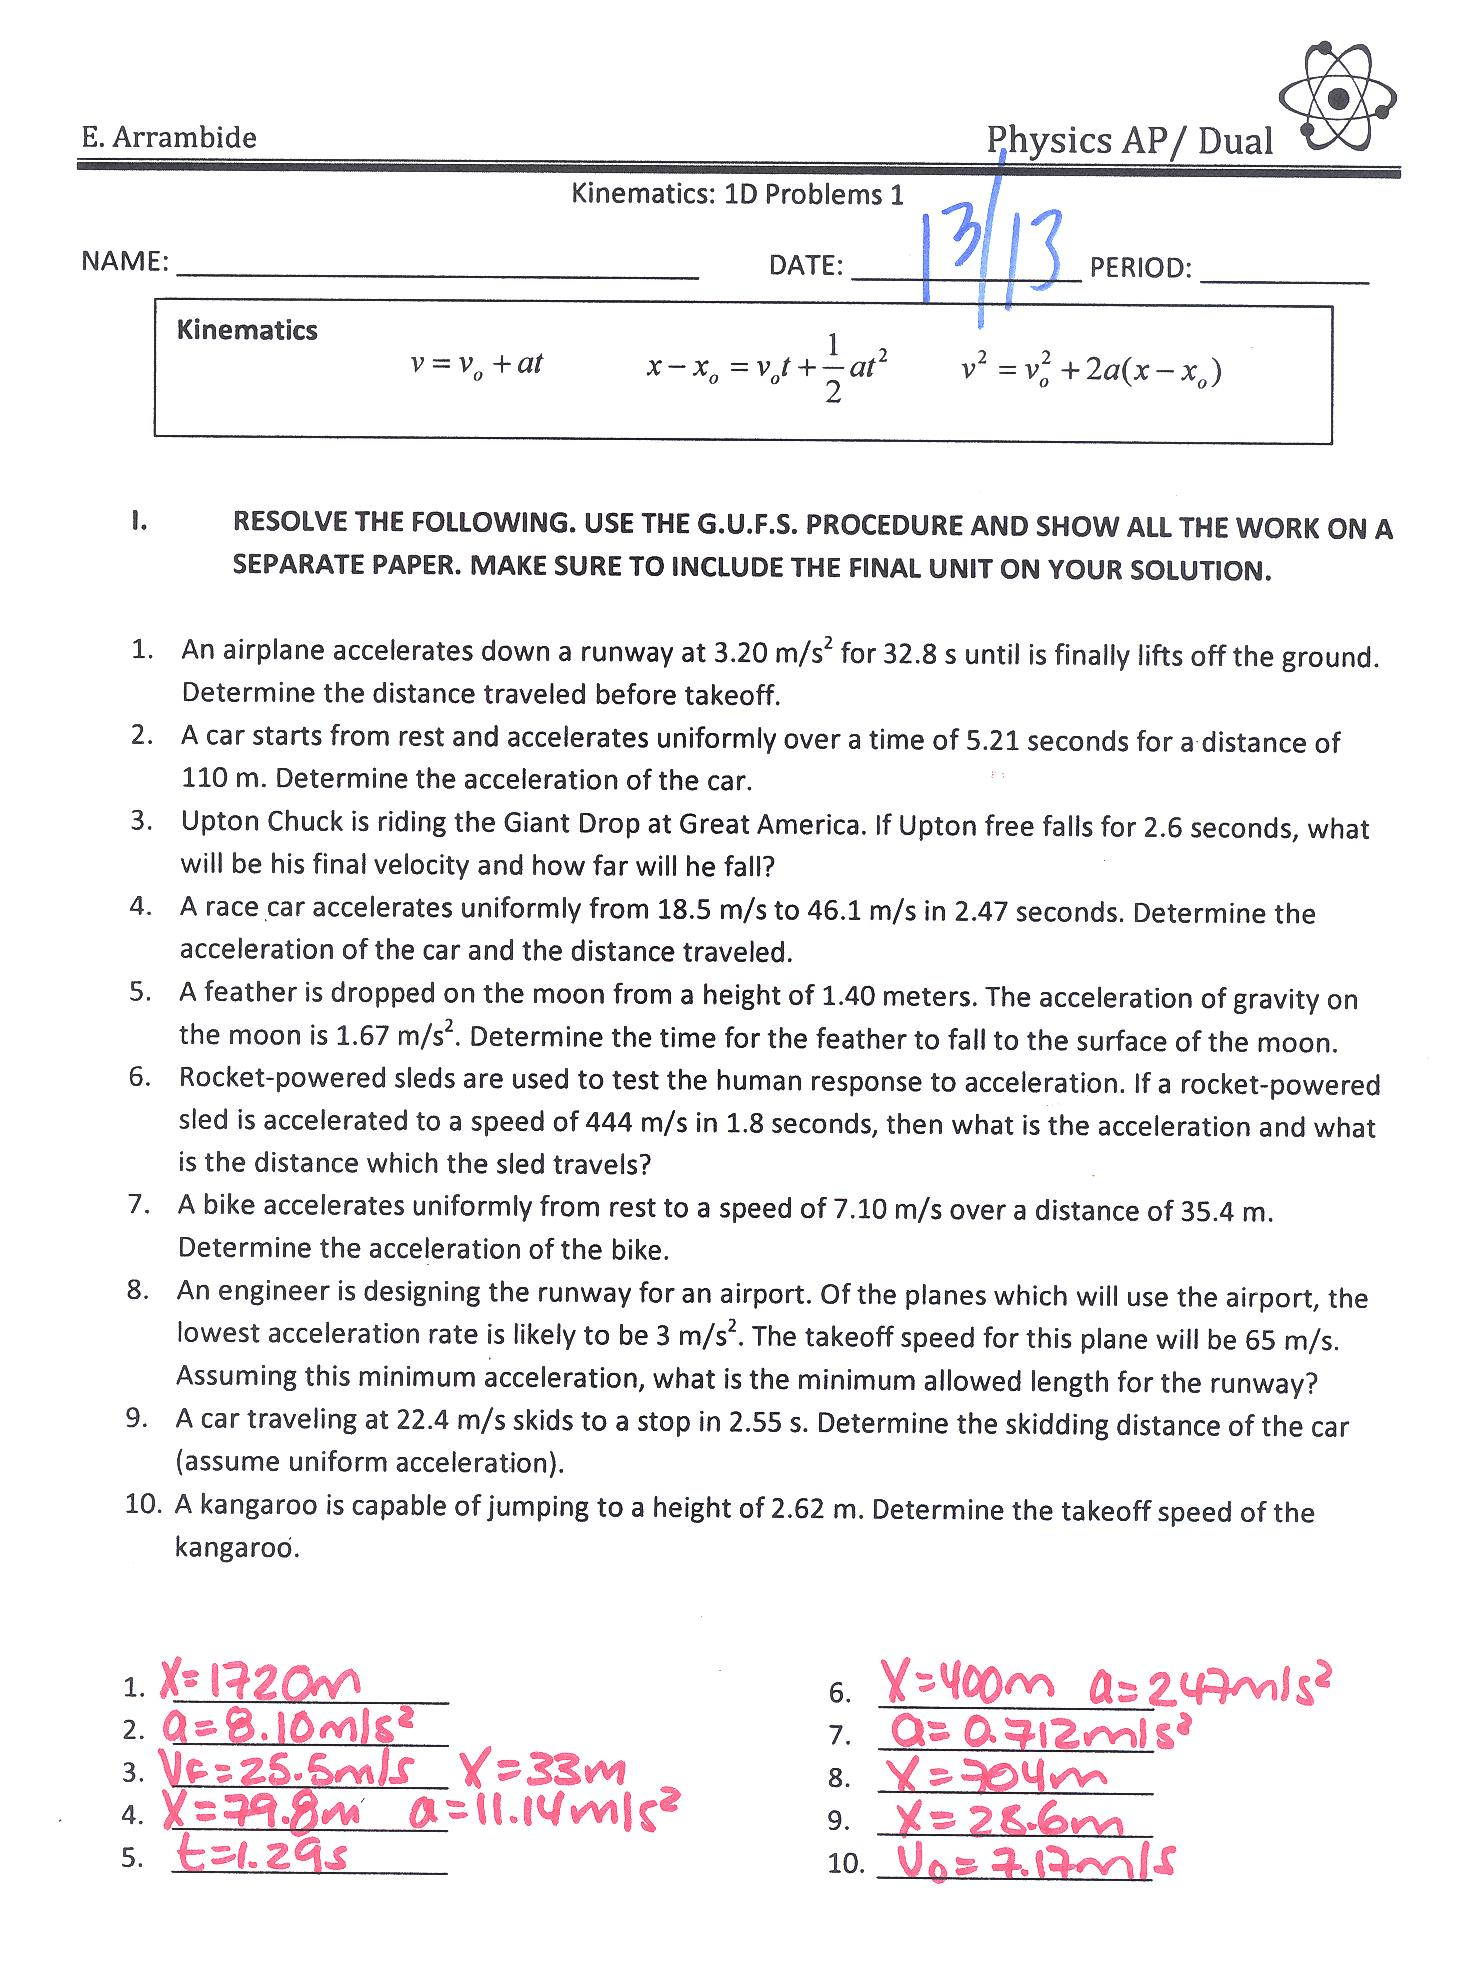 E. Arrambide
Physics AP/ Dual
Kinematics: 1D Problems 1
NAME: ____ DATE: 13/13 PERIOD: ____
Kinematics
v = v₀ + at    x − x₀ = v₀t + 1/2 at²    v² = v₀² + 2a(x − x₀)
I. RESOLVE THE FOLLOWING. USE THE G.U.F.S. PROCEDURE AND SHOW ALL THE WORK ON A
SEPARATE PAPER. MAKE SURE TO INCLUDE THE FINAL UNIT ON YOUR SOLUTION.
1. An airplane accelerates down a runway at 3.20 m/s² for 32.8 s until is finally lifts off the ground.
Determine the distance traveled before takeoff.
2. A car starts from rest and accelerates uniformly over a time of 5.21 seconds for a distance of
110 m. Determine the acceleration of the car.
3. Upton Chuck is riding the Giant Drop at Great America. If Upton free falls for 2.6 seconds, what
will be his final velocity and how far will he fall?
4. A race car accelerates uniformly from 18.5 m/s to 46.1 m/s in 2.47 seconds. Determine the
acceleration of the car and the distance traveled.
5. A feather is dropped on the moon from a height of 1.40 meters. The acceleration of gravity on
the moon is 1.67 m/s². Determine the time for the feather to fall to the surface of the moon.
6. Rocket-powered sleds are used to test the human response to acceleration. If a rocket-powered
sled is accelerated to a speed of 444 m/s in 1.8 seconds, then what is the acceleration and what
is the distance which the sled travels?
7. A bike accelerates uniformly from rest to a speed of 7.10 m/s over a distance of 35.4 m.
Determine the acceleration of the bike.
8. An engineer is designing the runway for an airport. Of the planes which will use the airport, the
lowest acceleration rate is likely to be 3 m/s². The takeoff speed for this plane will be 65 m/s.
Assuming this minimum acceleration, what is the minimum allowed length for the runway?
9. A car traveling at 22.4 m/s skids to a stop in 2.55 s. Determine the skidding distance of the car
(assume uniform acceleration).
10. A kangaroo is capable of jumping to a height of 2.62 m. Determine the takeoff speed of the
kangaroo.
1. X=1720m
2. a=8.10m/s²
3. Vf=25.5m/s X=33m
4. X=79.8m a=11.14m/s²
5. t=1.29s
6. X=400m a=247m/s²
7. a=0.712m/s²
8. X=704m
9. X=28.6m
10. V₀=7.17m/s